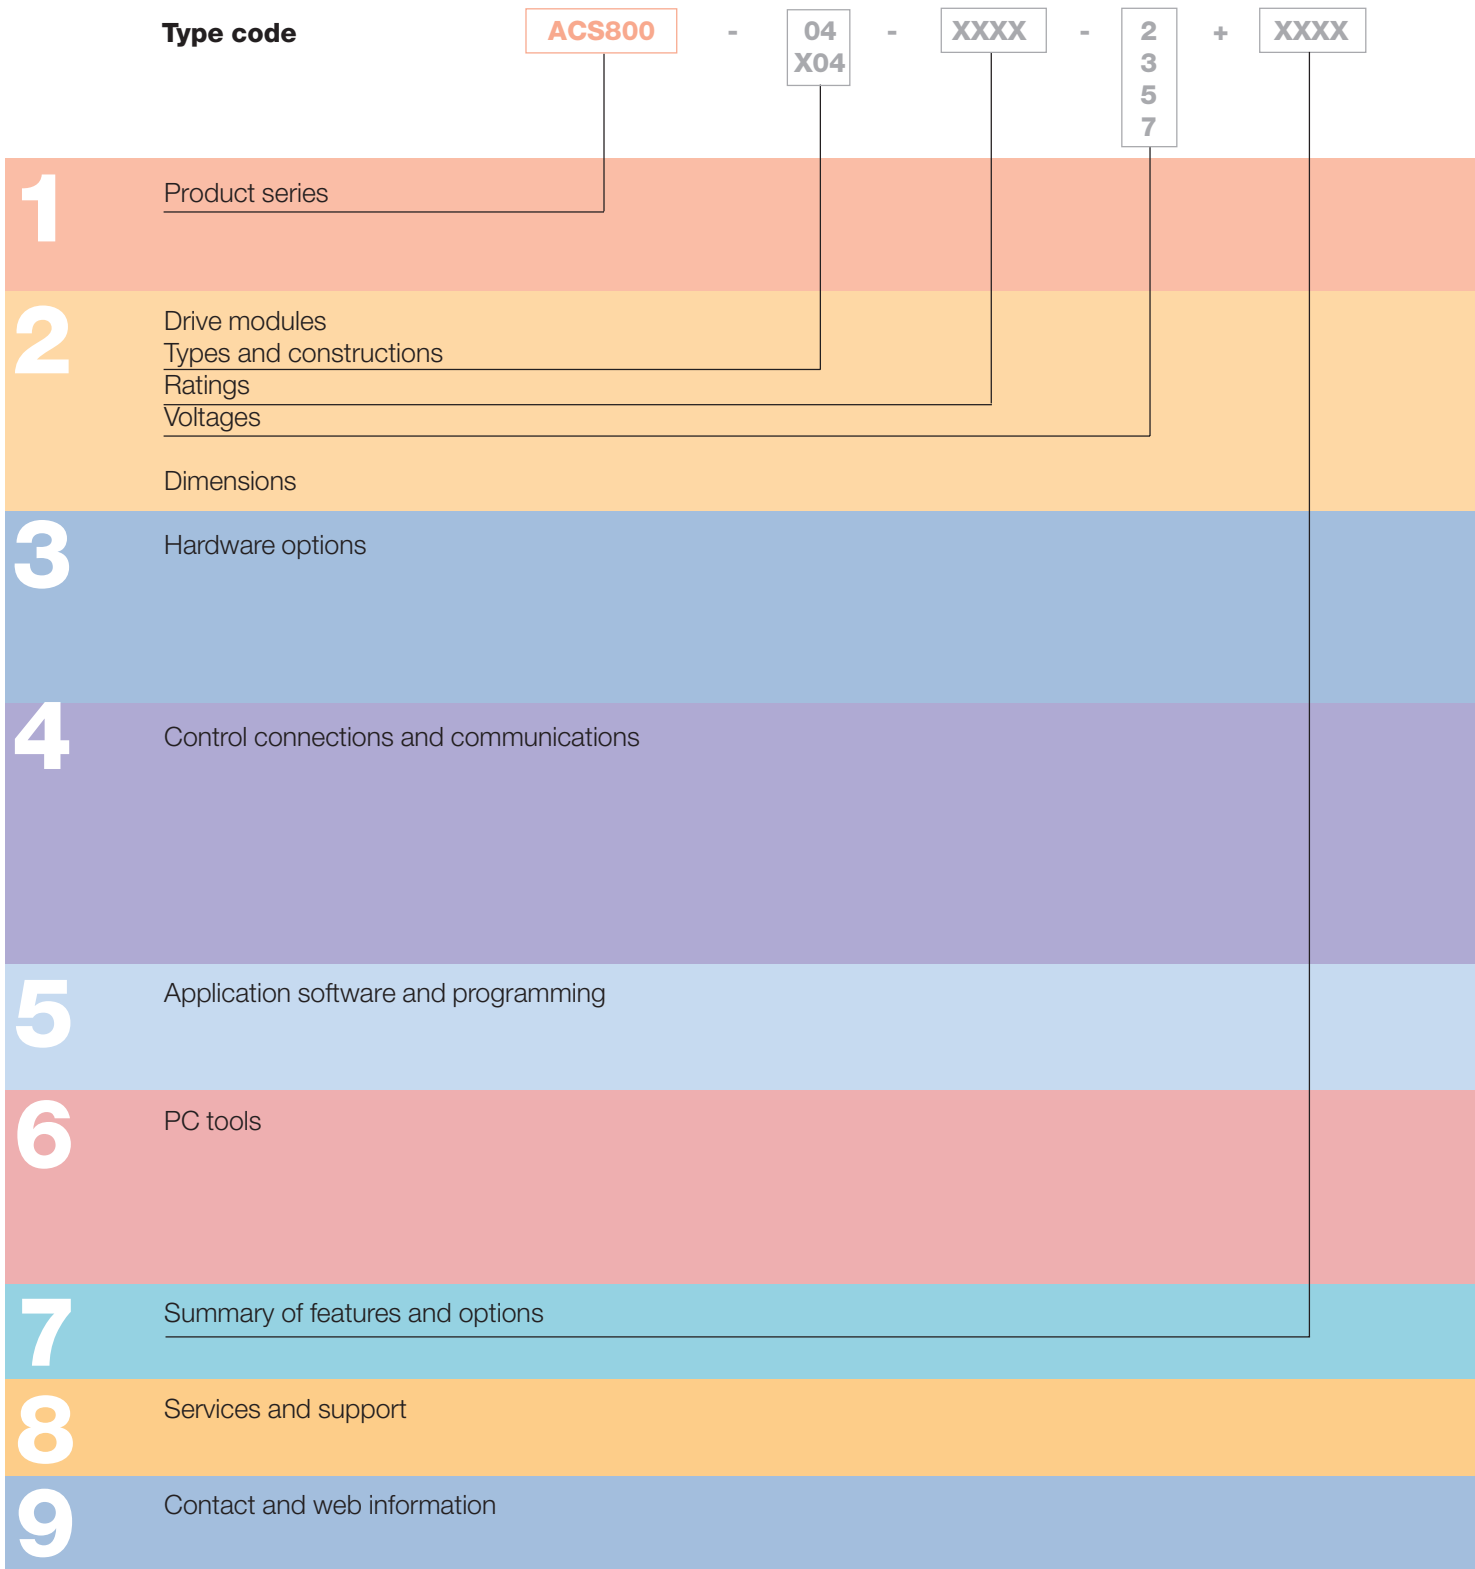 Type code ACS800 - 04 - XXXX - 2 + XXXX
X04 3
5
7
1 Product series
2 Drive modules
Types and constructions
Ratings
Voltages
Dimensions
3 Hardware options
4 Control connections and communications
5 Application software and programming
6 PC tools
7 Summary of features and options
8 Services and support
9 Contact and web information